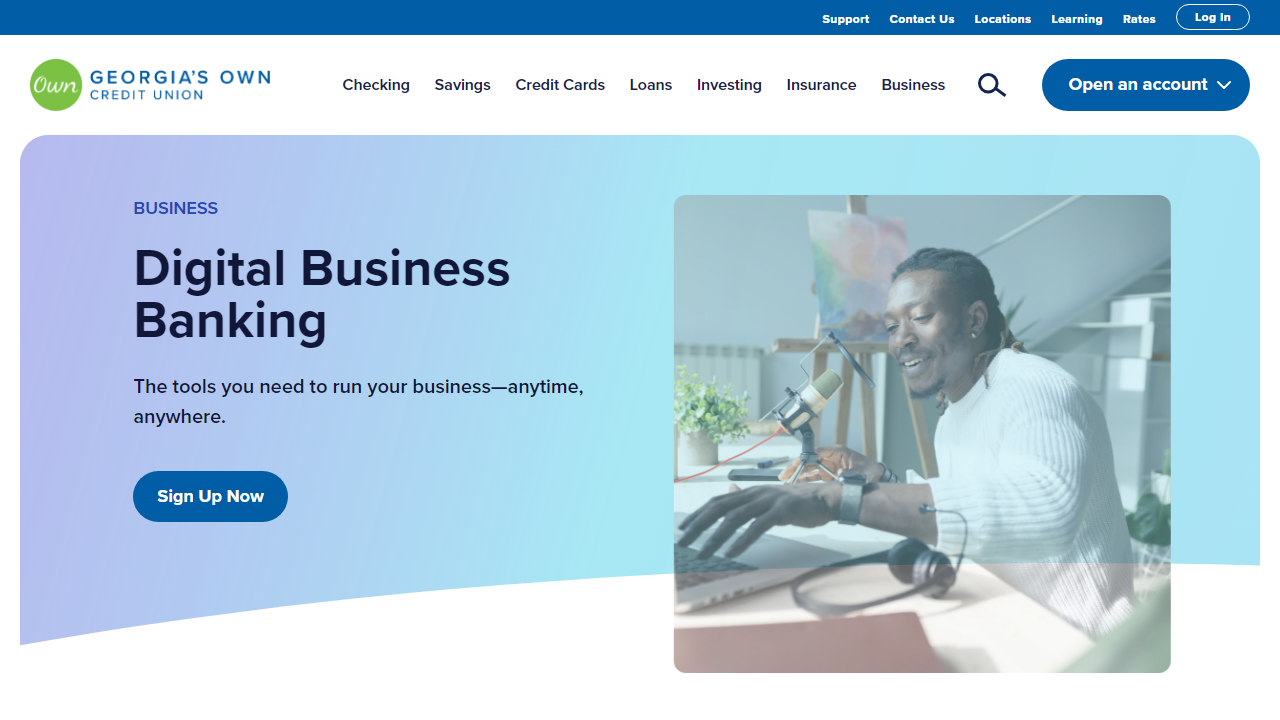 Support Contact Us Locations Learning Rates Log In
Own GEORGIA'S OWN
CREDIT UNION
Checking Savings Credit Cards Loans Investing Insurance Business Open an account
BUSINESS
Digital Business
Banking
The tools you need to run your business—anytime,
anywhere.
Sign Up Now